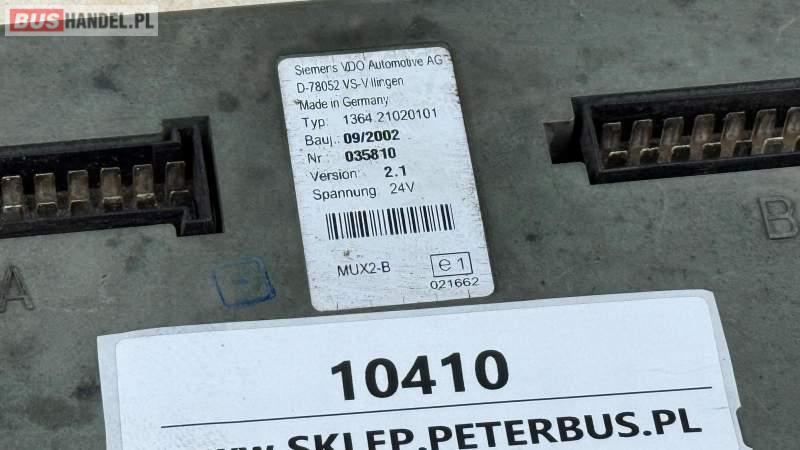 BUSHANDEL.PL
Siemens VDO Automotive AG
D-78052 VS-Villingen
Made in Germany
Typ: 1364.21020101
Bauj.: 09/2002
Nr.: 035810
Version: 2.1
Spannung: 24V
MUX2-B
e1
021662
A
B
10410
WWW.SKLEP.PETERBUS.PL